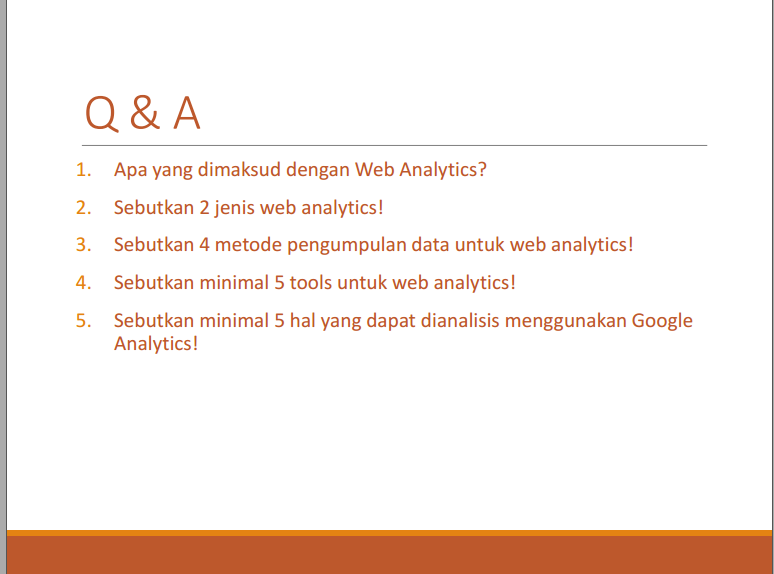 Q & A
1. Apa yang dimaksud dengan Web Analytics?
2. Sebutkan 2 jenis web analytics!
3. Sebutkan 4 metode pengumpulan data untuk web analytics!
4. Sebutkan minimal 5 tools untuk web analytics!
5. Sebutkan minimal 5 hal yang dapat dianalisis menggunakan Google
Analytics!